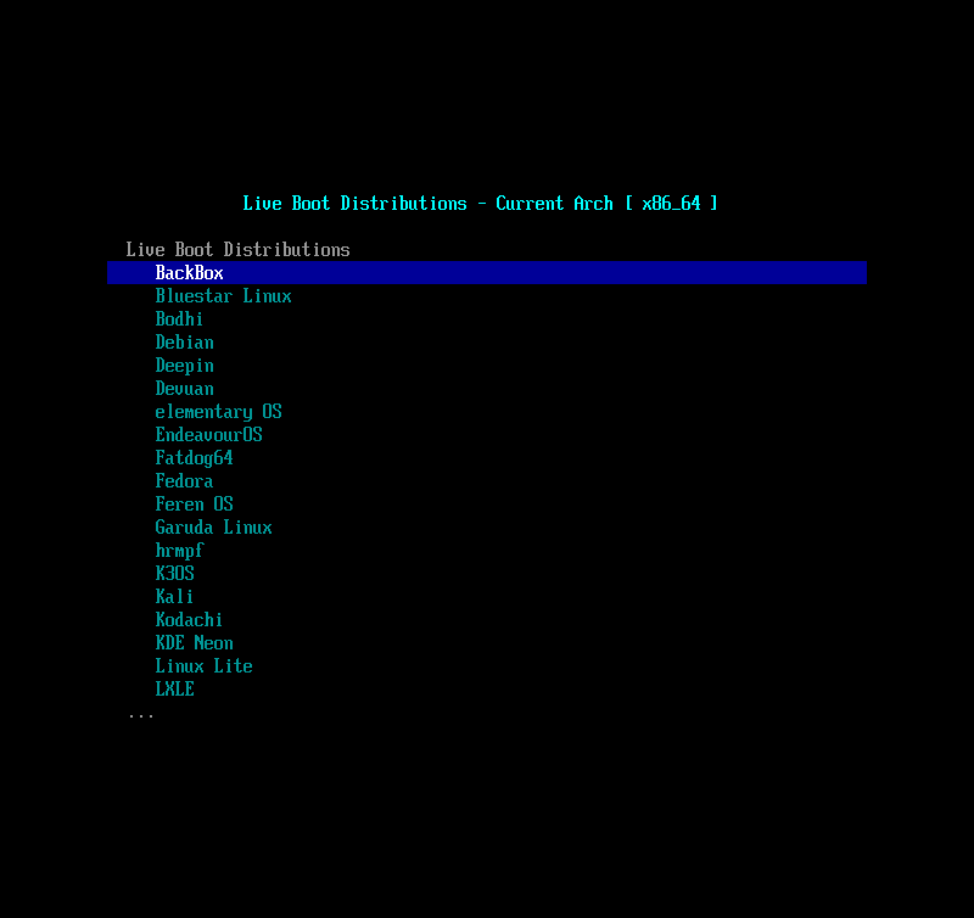 Live Boot Distributions - Current Arch [ x86_64 ]
Live Boot Distributions
BackBox
Bluestar Linux
Bodhi
Debian
Deepin
Devuan
elementary OS
EndeavourOS
Fatdog64
Fedora
Feren OS
Garuda Linux
hrmpf
K3OS
Kali
Kodachi
KDE Neon
Linux Lite
LXLE
...